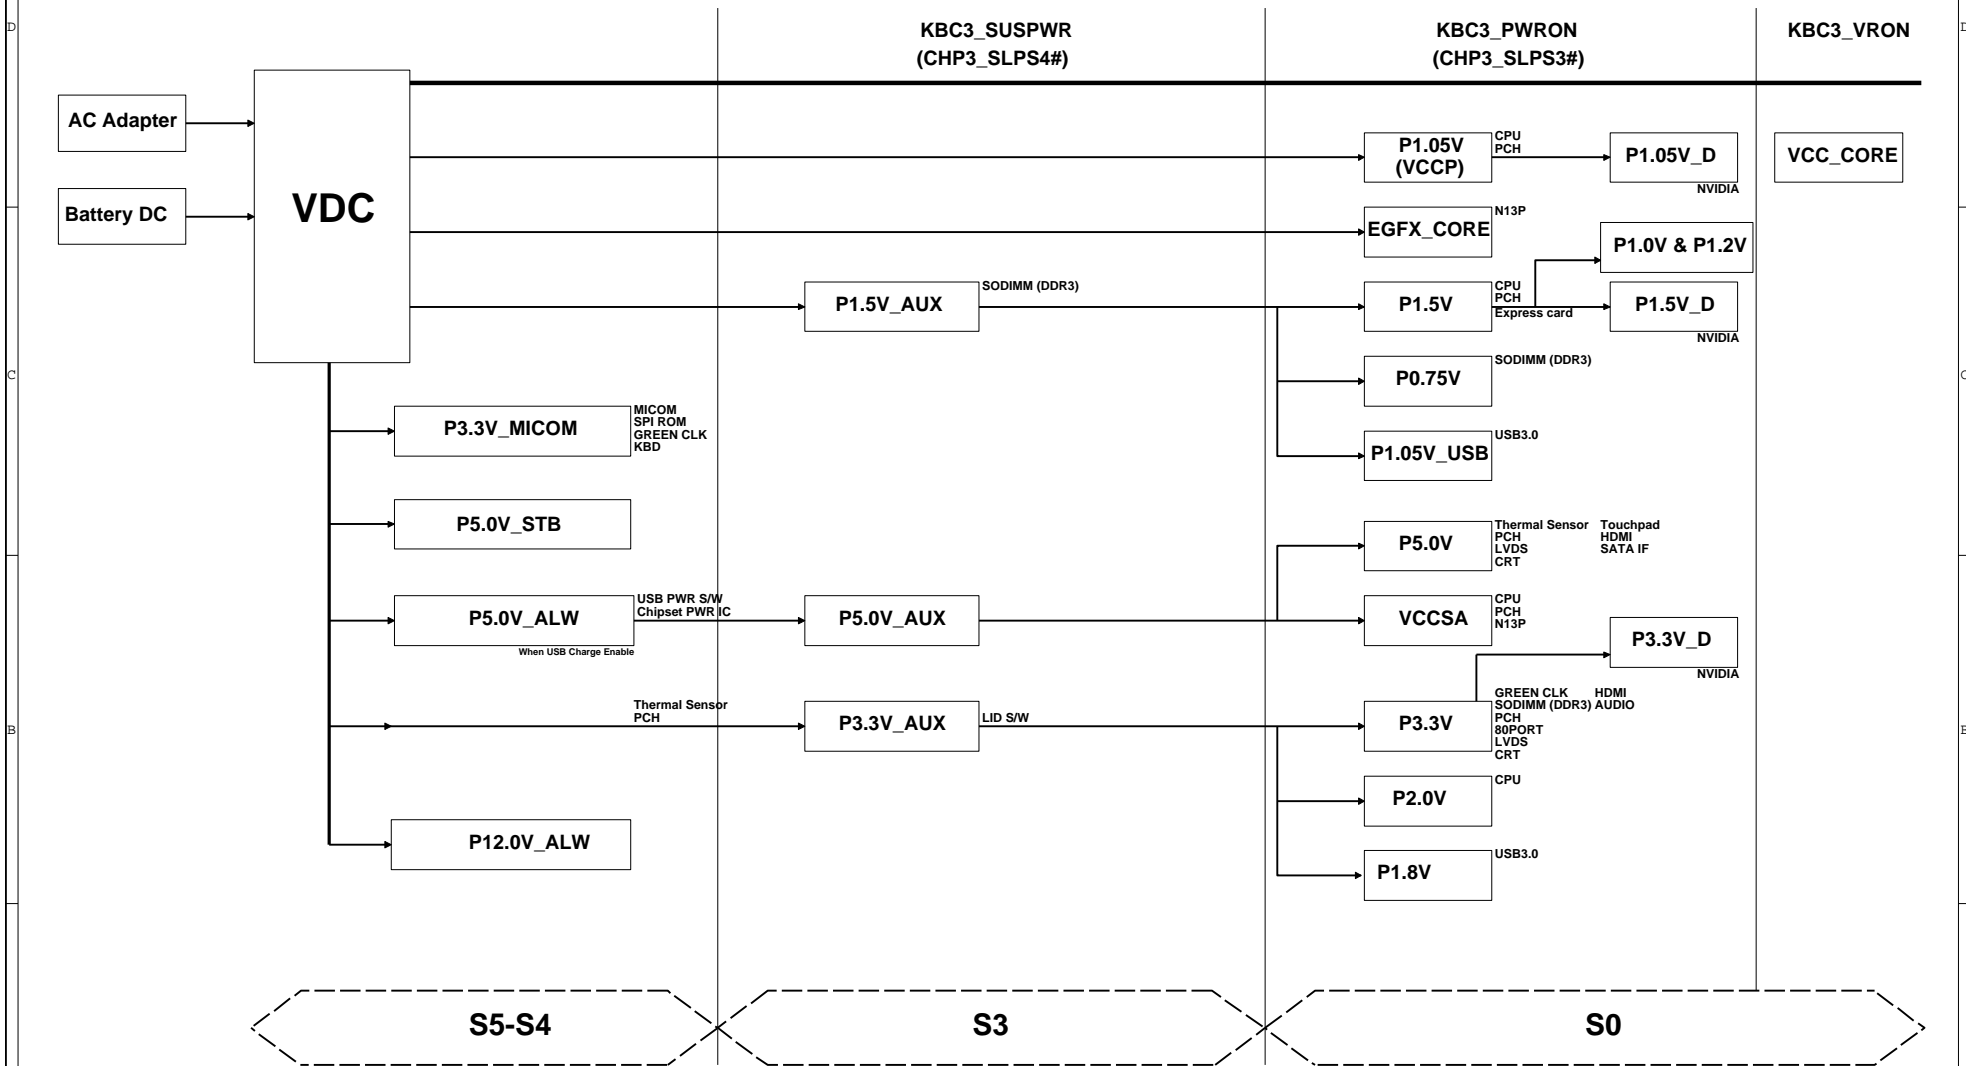 D
KBC3_SUSPWR
(CHP3_SLPS4#)
KBC3_PWRON
(CHP3_SLPS3#)
KBC3_VRON
AC Adapter
Battery DC
VDC
P1.05V
(VCCP)
CPU
PCH
P1.05V_D
NVIDIA
VCC_CORE
EGFX_CORE
N13P
P1.0V & P1.2V
P1.5V_AUX
SODIMM (DDR3)
P1.5V
CPU
PCH
Express card
P1.5V_D
NVIDIA
C
P0.75V
SODIMM (DDR3)
P3.3V_MICOM
MICOM
SPI ROM
GREEN CLK
KBD
P1.05V_USB
USB3.0
P5.0V_STB
P5.0V
Thermal Sensor Touchpad
PCH HDMI
LVDS SATA IF
CRT
P5.0V_ALW
USB PWR S/W
Chipset PWR IC
When USB Charge Enable
P5.0V_AUX
VCCSA
CPU
PCH
N13P
P3.3V_D
NVIDIA
Thermal Sensor
PCH
P3.3V_AUX
LID S/W
P3.3V
GREEN CLK HDMI
SODIMM (DDR3) AUDIO
PCH
80PORT
LVDS
CRT
B
P2.0V
CPU
P12.0V_ALW
P1.8V
USB3.0
S5-S4
S3
S0